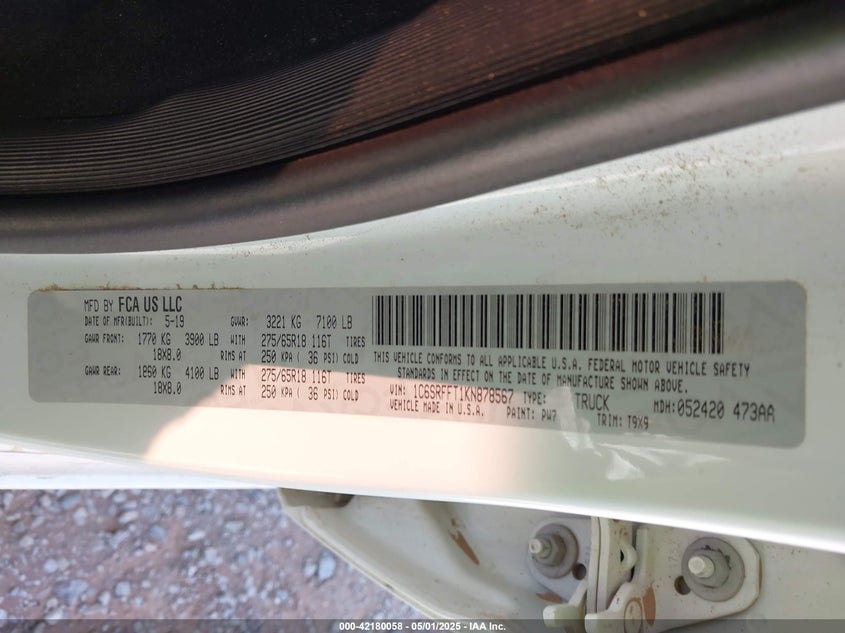 MFD BY FCA US LLC
DATE OF MFR(BUILT): 5-19 GVWR: 3221 KG 7100 LB
GAWR FRONT: 1770 KG 3900 LB WITH 275/65R18 116T TIRES
18X8.0 RIMS AT 250 KPA ( 36 PSI) COLD
GAWR REAR: 1860 KG 4100 LB WITH 275/65R18 116T TIRES
18X8.0 RIMS AT 250 KPA ( 36 PSI) COLD
THIS VEHICLE CONFORMS TO ALL APPLICABLE U.S.A. FEDERAL MOTOR VEHICLE SAFETY
STANDARDS IN EFFECT ON THE DATE OF MANUFACTURE SHOWN ABOVE.
VIN: 1C6SRFFT1KN878567 TYPE: TRUCK MDH: 052420 473AA
VEHICLE MADE IN U.S.A. PAINT: PW7 TRIM: T9X9
000-42180058 - 05/01/2025 - IAA Inc.